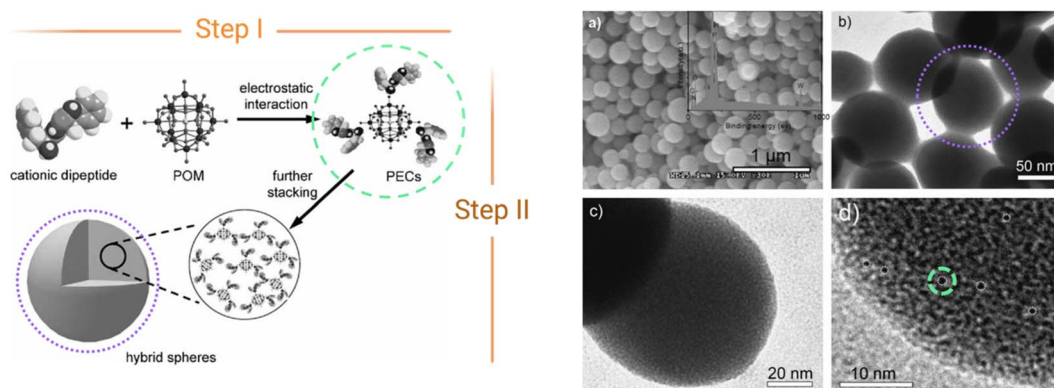 Step I
electrostatic
interaction
+
cationic dipeptide
POM
PECs
further
stacking
Step II
hybrid spheres
a)
Binding energy (ev)
0
500
1000
W
1 μm
b)
50 nm
c)
20 nm
d)
10 nm